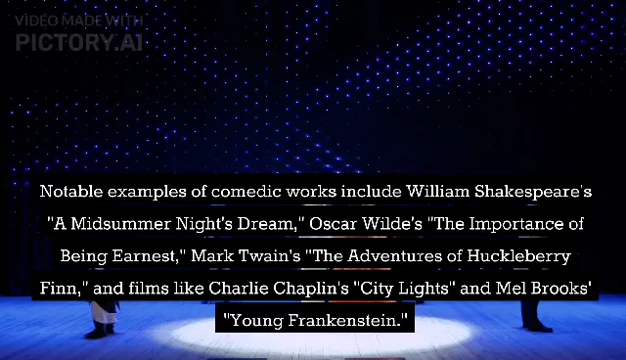 VIDEO MADE WITH
PICTORY.AI
Notable examples of comedic works include William Shakespeare's
"A Midsummer Night's Dream," Oscar Wilde's "The Importance of
Being Earnest," Mark Twain's "The Adventures of Huckleberry
Finn," and films like Charlie Chaplin's "City Lights" and Mel Brooks'
"Young Frankenstein."